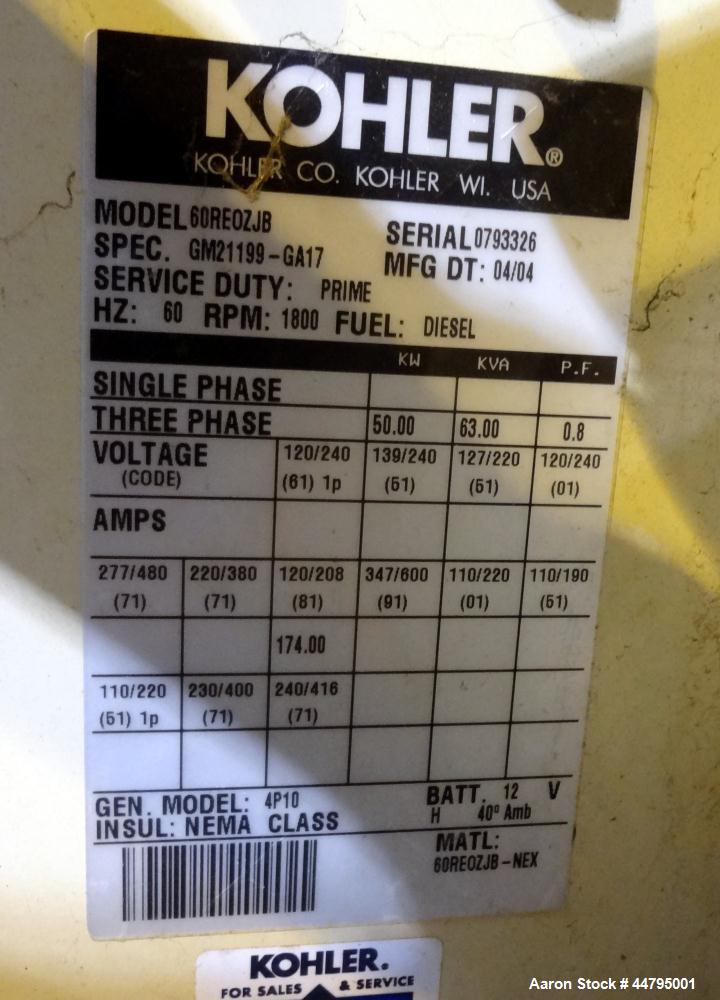 KOHLER®
KOHLER CO. KOHLER WI. USA
MODEL 60REOZJB SERIAL 0793326
SPEC. GM21199-GA17 MFG DT: 04/04
SERVICE DUTY: PRIME
HZ: 60 RPM: 1800 FUEL: DIESEL
KW KVA P.F.
SINGLE PHASE
THREE PHASE 50.00 63.00 0.8
VOLTAGE 120/240 139/240 127/220 120/240
(CODE) (61) 1p (51) (51) (01)
AMPS
277/480 220/380 120/208 347/600 110/220 110/190
(71) (71) (81) (91) (01) (51)
174.00
110/220 230/400 240/416
(51) 1p (71) (71)
GEN. MODEL: 4P10 BATT. 12 V
INSUL: NEMA CLASS H 40° Amb
MATL:
60REOZJB-NEX
KOHLER.
FOR SALES & SERVICE
Aaron Stock # 44795001